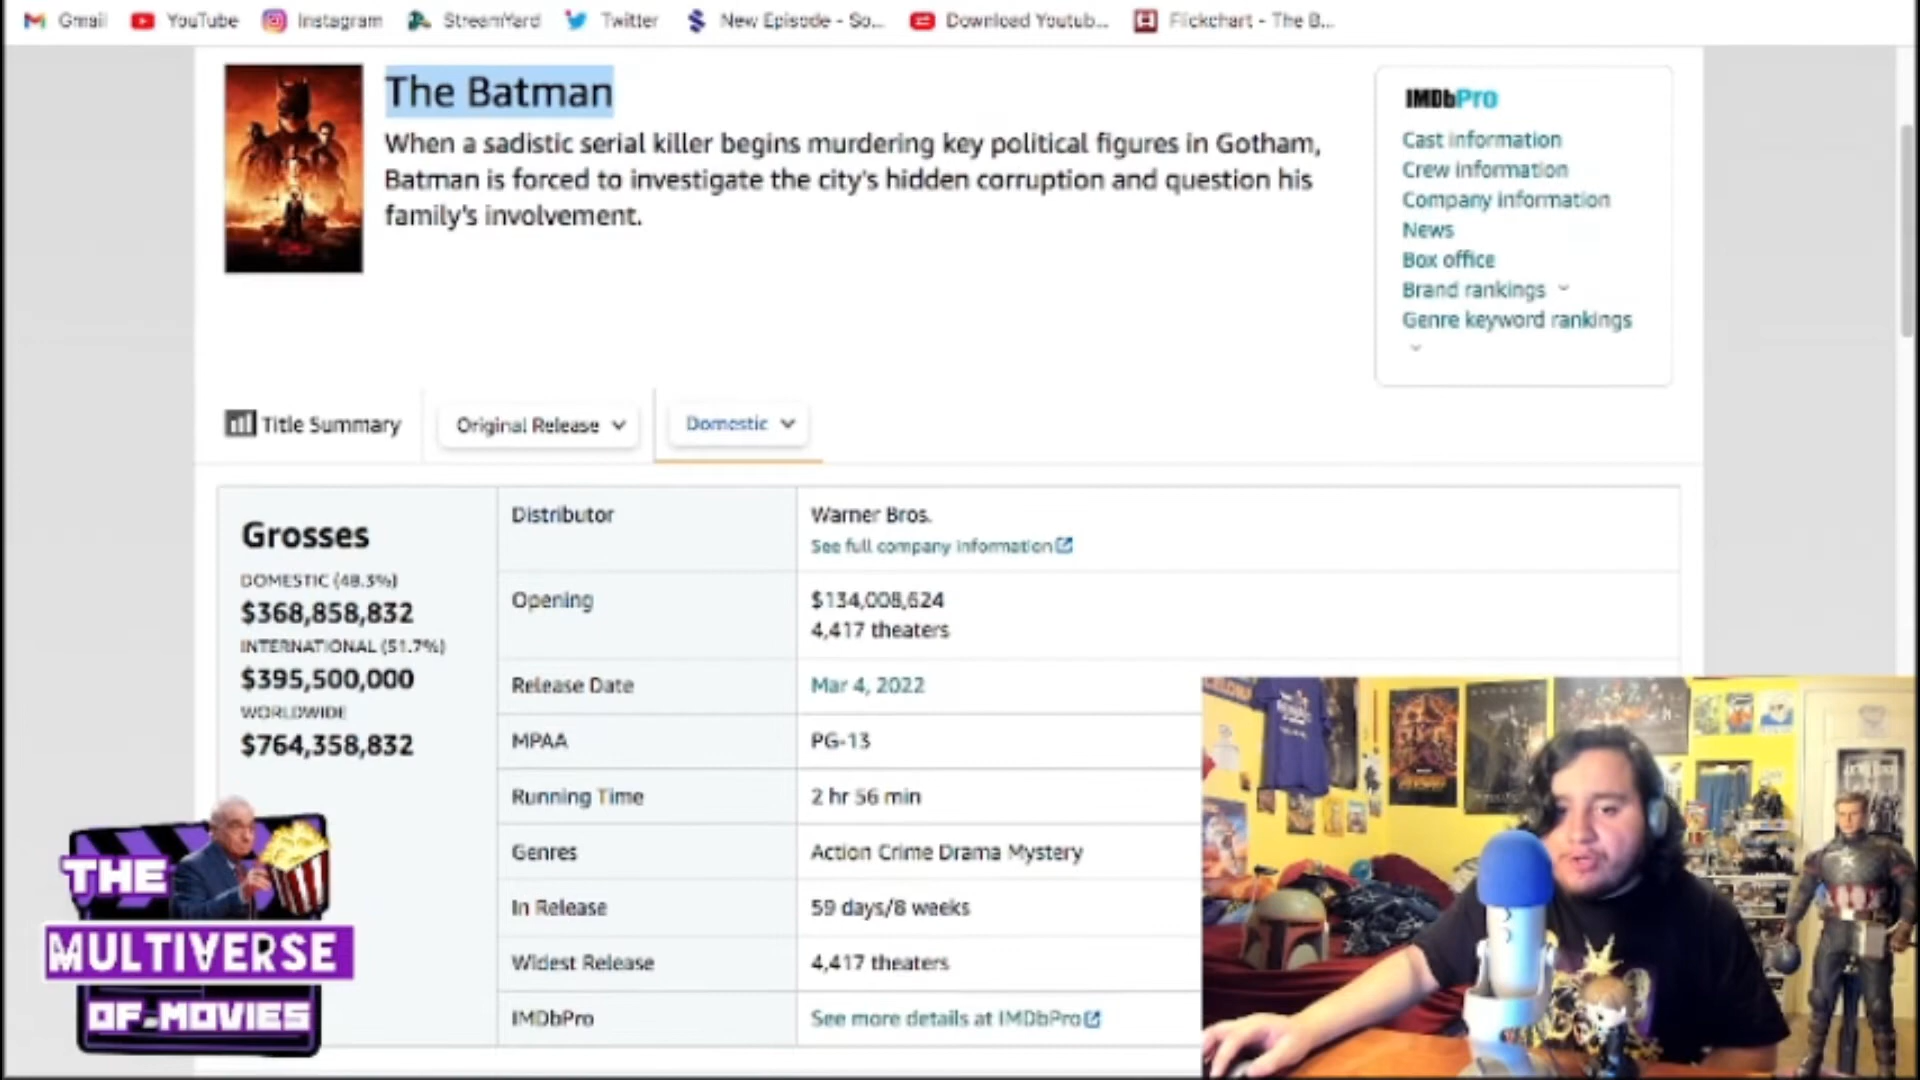 Gmail YouTube Instagram StreamYard Twitter New Episode - So... Download Youtub... Flickchart - The B...
The Batman
When a sadistic serial killer begins murdering key political figures in Gotham,
Batman is forced to investigate the city's hidden corruption and question his
family's involvement.
IMDbPro
Cast information
Crew information
Company information
News
Box office
Brand rankings
Genre keyword rankings
Title Summary
Original Release
Domestic
Grosses
DOMESTIC (48.3%)
$368,858,832
INTERNATIONAL (51.7%)
$395,500,000
WORLDWIDE
$764,358,832
Distributor
Warner Bros.
See full company information
Opening
$134,008,624
4,417 theaters
Release Date
Mar 4, 2022
MPAA
PG-13
Running Time
2 hr 56 min
Genres
Action Crime Drama Mystery
In Release
59 days/8 weeks
Widest Release
4,417 theaters
IMDbPro
See more details at IMDbPro
THE
MULTIVERSE
OF-MOVIES